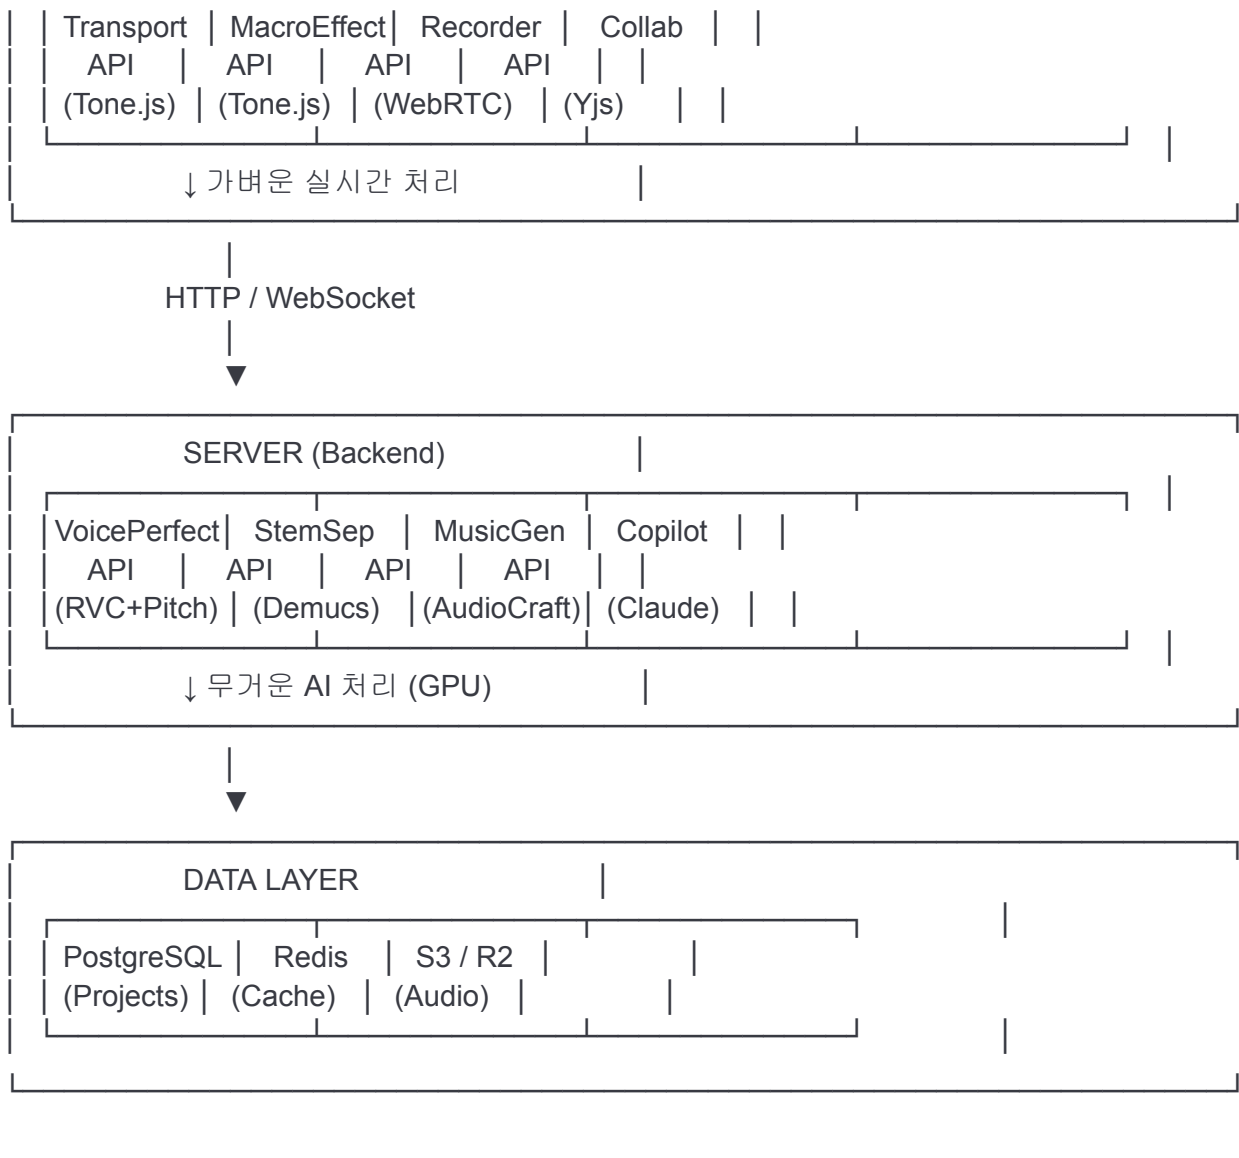 │ │ Transport │ MacroEffect│ Recorder │ Collab │ │
│ │ API │ API │ API │ API │ │
│ │ (Tone.js) │ (Tone.js) │ (WebRTC) │ (Yjs) │ │
↓ 가벼운 실시간 처리 │
│
HTTP / WebSocket
│
▼
│ SERVER (Backend) │
│ │VoicePerfect│ StemSep │ MusicGen │ Copilot │ │
│ │ API │ API │ API │ API │ │
│ │(RVC+Pitch) │ (Demucs) │(AudioCraft)│ (Claude) │ │
│ ↓ 무거운 AI 처리 (GPU) │
│
▼
│ DATA LAYER │
│ │ PostgreSQL │ Redis │ S3 / R2 │ │
│ │ (Projects) │ (Cache) │ (Audio) │ │